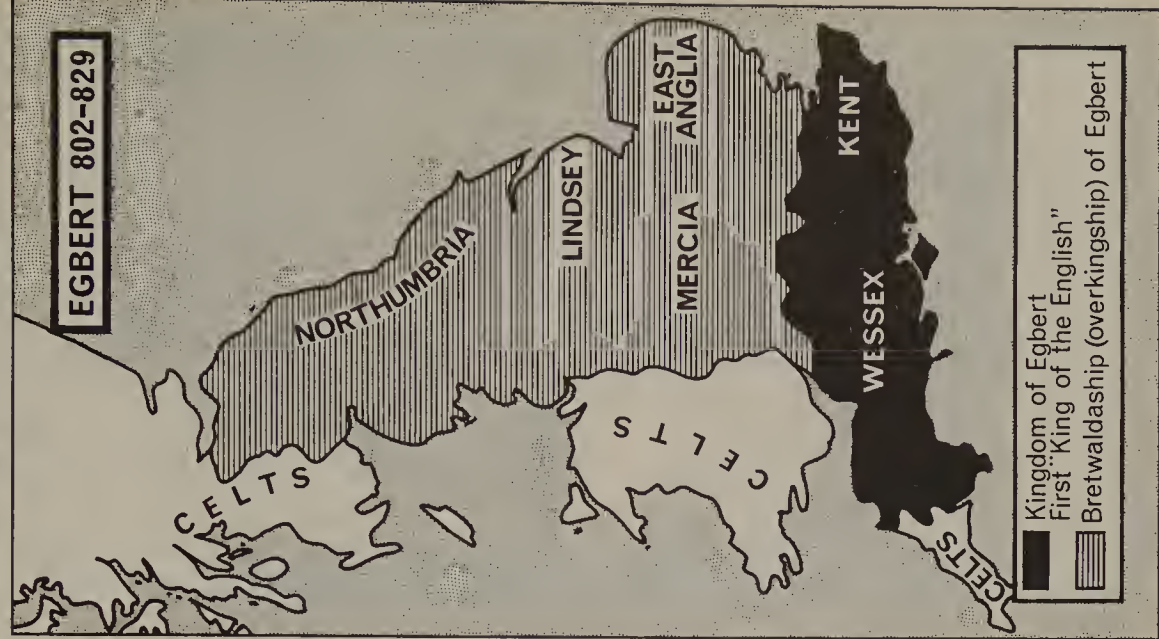 EGBERT 802-829
CELTS
NORTHUMBRIA
LINDSEY
MERCIA
EAST
ANGLIA
CELTS
WESSEX
KENT
CELTS
Kingdom of Egbert
First "King of the English"
Bretwaldaship (overkingship) of Egbert